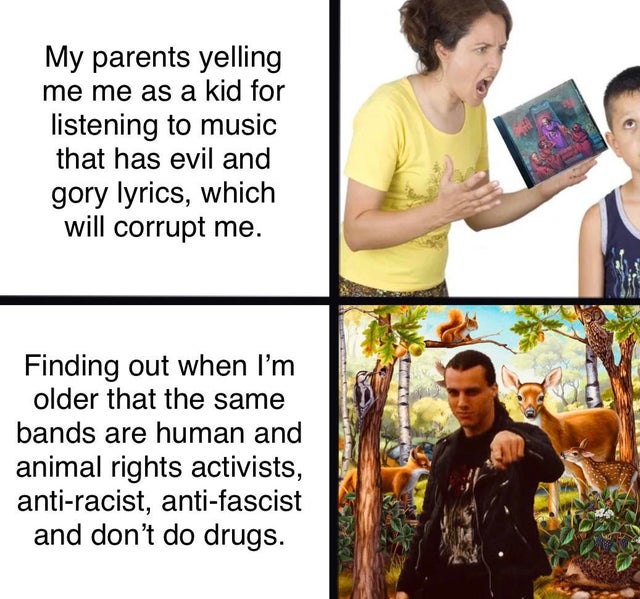 My parents yelling
me me as a kid for
listening to music
that has evil and
gory lyrics, which
will corrupt me.
Finding out when I'm
older that the same
bands are human and
animal rights activists,
anti-racist, anti-fascist
and don't do drugs.